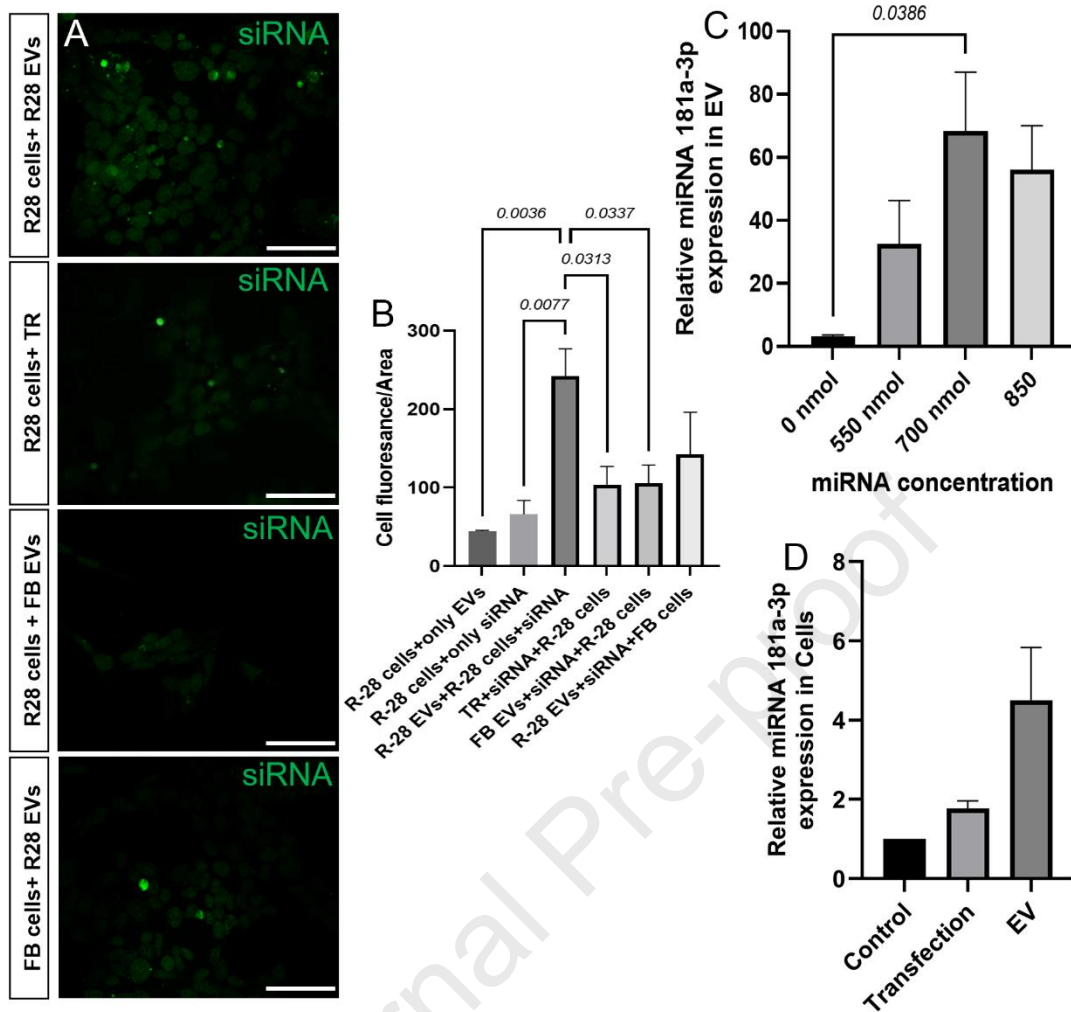 A
siRNA
R28 cells+ R28 EVs
siRNA
R28 cells+ TR
siRNA
R28 cells + FB EVs
siRNA
FB cells+ R28 EVs
B
0.0036
0.0337
0.0313
0.0077
Cell fluoresance/Area
300
200
100
0
R-28 cells+only EVs
R-28 cells+only siRNA
R-28 EVs+R-28 cells+siRNA
TR+siRNA+R-28 cells
FB EVs+siRNA+R-28 cells
R-28 EVs+siRNA+FB cells
C
0.0386
Relative miRNA 181a-3p
expression in EV
100
80
60
40
20
0
0 nmol
550 nmol
700 nmol
850
miRNA concentration
D
Relative miRNA 181a-3p
expression in Cells
8
6
4
2
0
Control
Transfection
EV
rnal Pre-proof